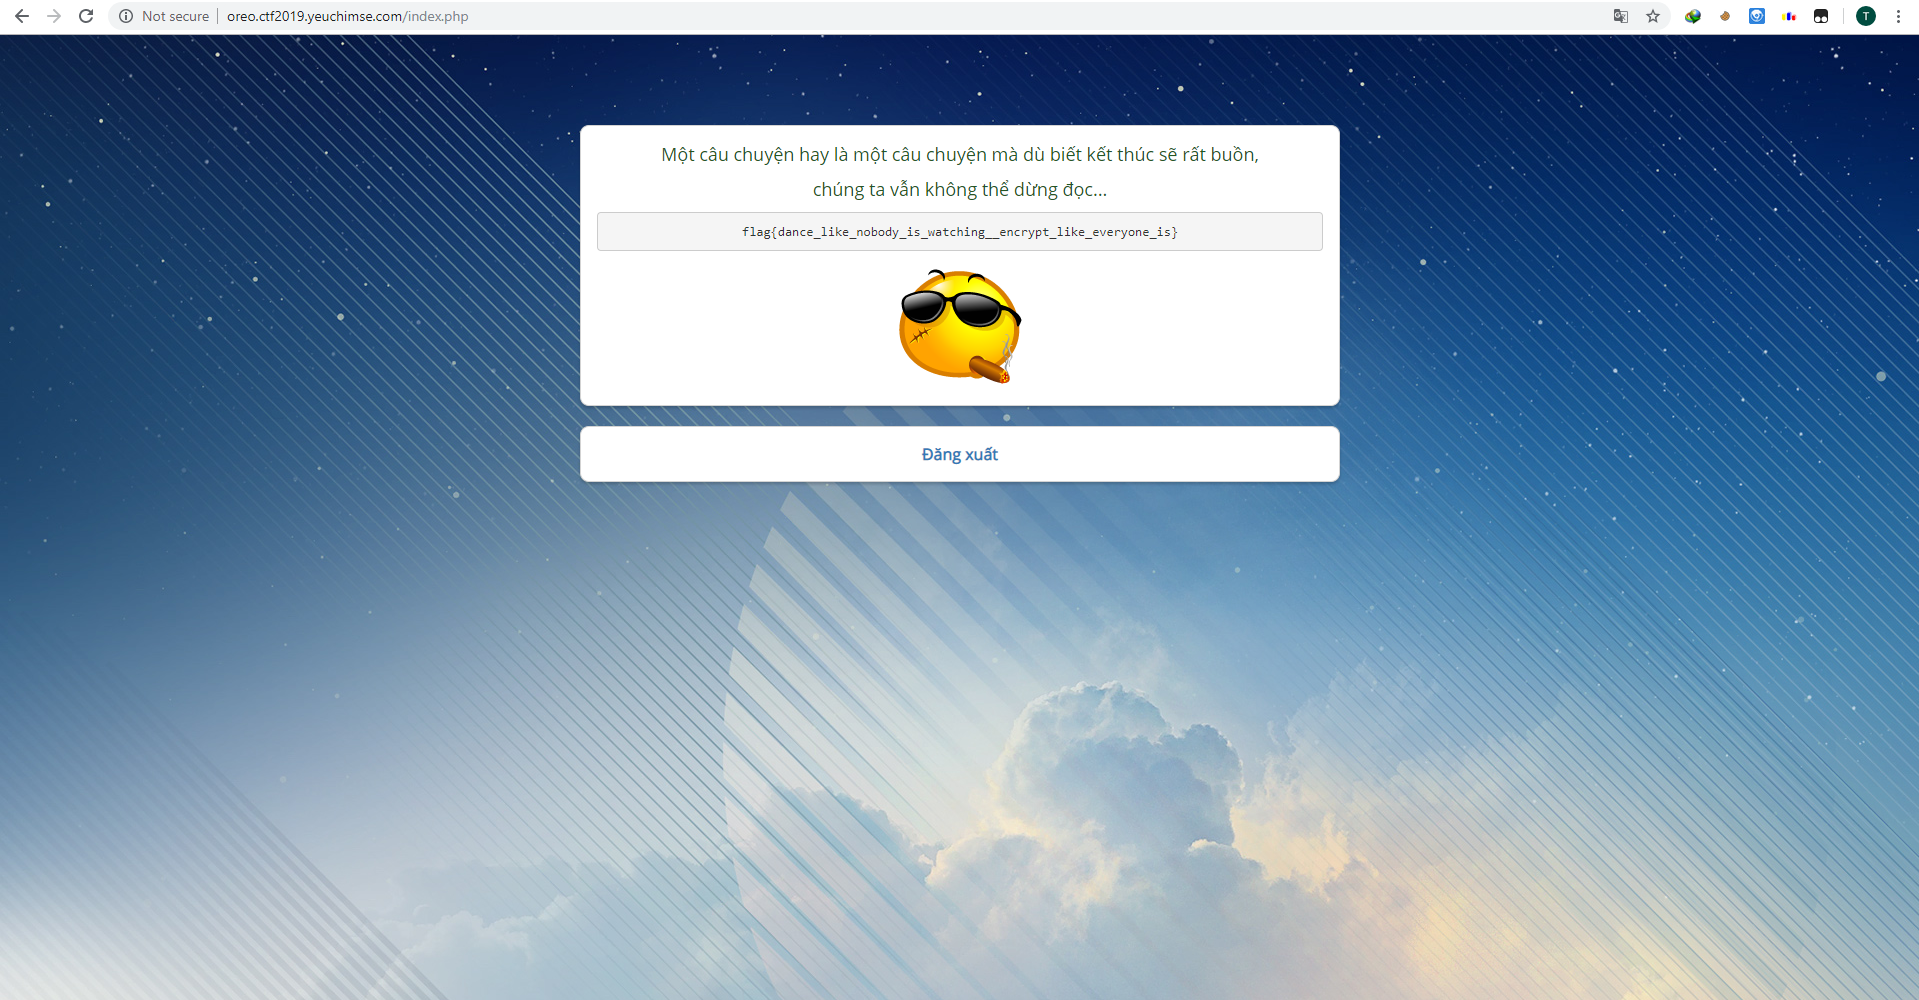 Not secure
oreo.ctf2019.yeuchimse.com/index.php
T
Một câu chuyện hay là một câu chuyện mà dù biết kết thúc sẽ rất buồn,
chúng ta vẫn không thể dừng đọc...
flag{dance_like_nobody_is_watching__encrypt_like_everyone_is}
Đăng xuất